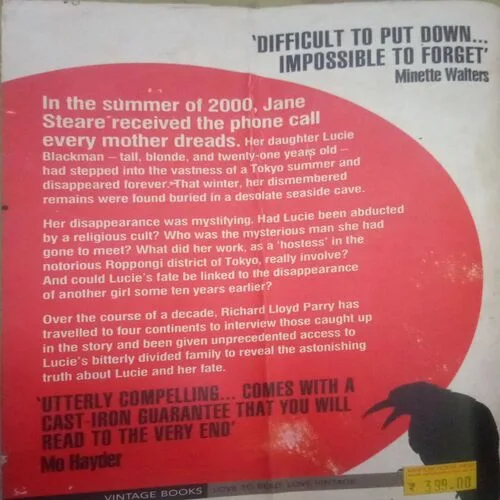 'DIFFICULT TO PUT DOWN...
IMPOSSIBLE TO FORGET'
Minette Walters
In the summer of 2000, Jane
Steare received the phone call
every mother dreads. Her daughter Lucie
Blackman – tall, blonde, and twenty-one years old –
had stepped into the vastness of a Tokyo summer and
disappeared forever. That winter, her dismembered
remains were found buried in a desolate seaside cave.
Her disappearance was mystifying. Had Lucie been abducted
by a religious cult? Who was the mysterious man she had
gone to meet? What did her work, as a 'hostess' in the
notorious Roppongi district of Tokyo, really involve?
And could Lucie's fate be linked to the disappearance
of another girl some ten years earlier?
Over the course of a decade, Richard Lloyd Parry has
travelled to four continents to interview those caught up
in the story and been given unprecedented access to
Lucie's bitterly divided family to reveal the astonishing
truth about Lucie and her fate.
'UTTERLY COMPELLING... COMES WITH A
CAST-IRON GUARANTEE THAT YOU WILL
READ TO THE VERY END'
Mo Hayder
₹ 399.00
VINTAGE BOOKS